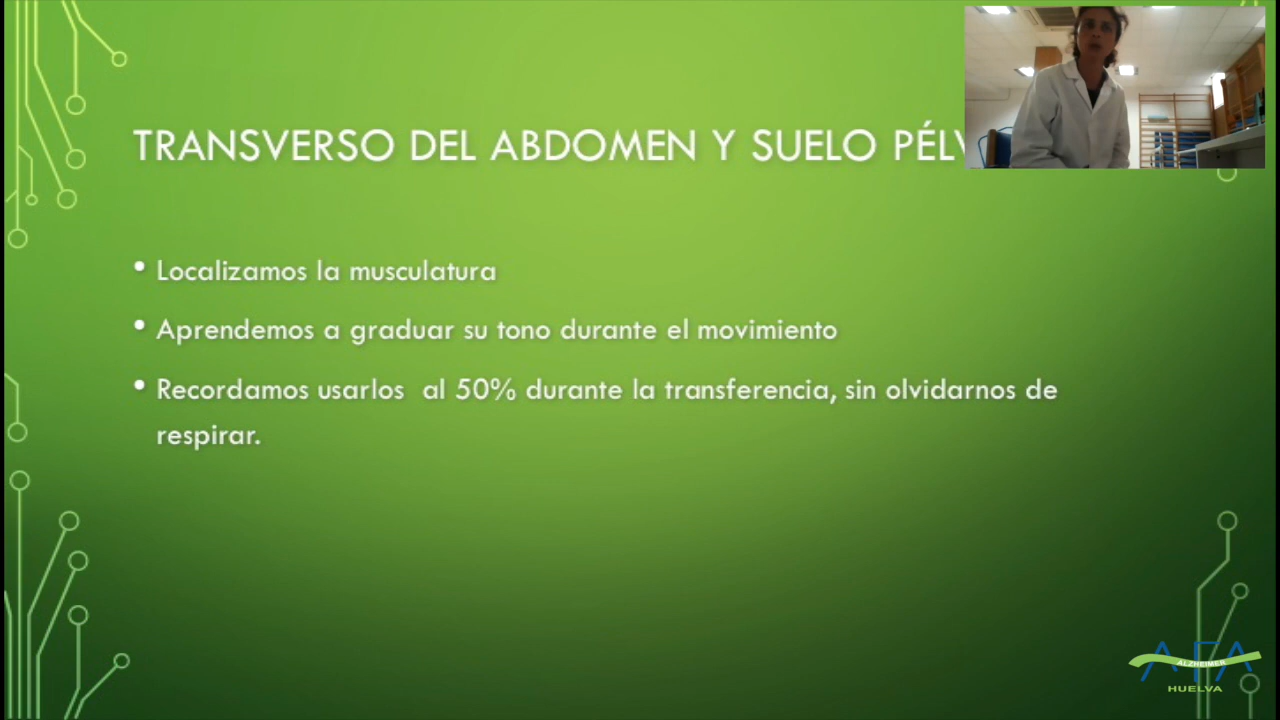 TRANSVERSO DEL ABDOMEN Y SUELO
• Localizamos la musculatura
• Aprendemos a graduar su tono durante el movimiento
• Recordamos usarlos al 50% durante la transferencia, sin olvidarnos de
respirar.
AFA
ALZHEIMER
HUELVA